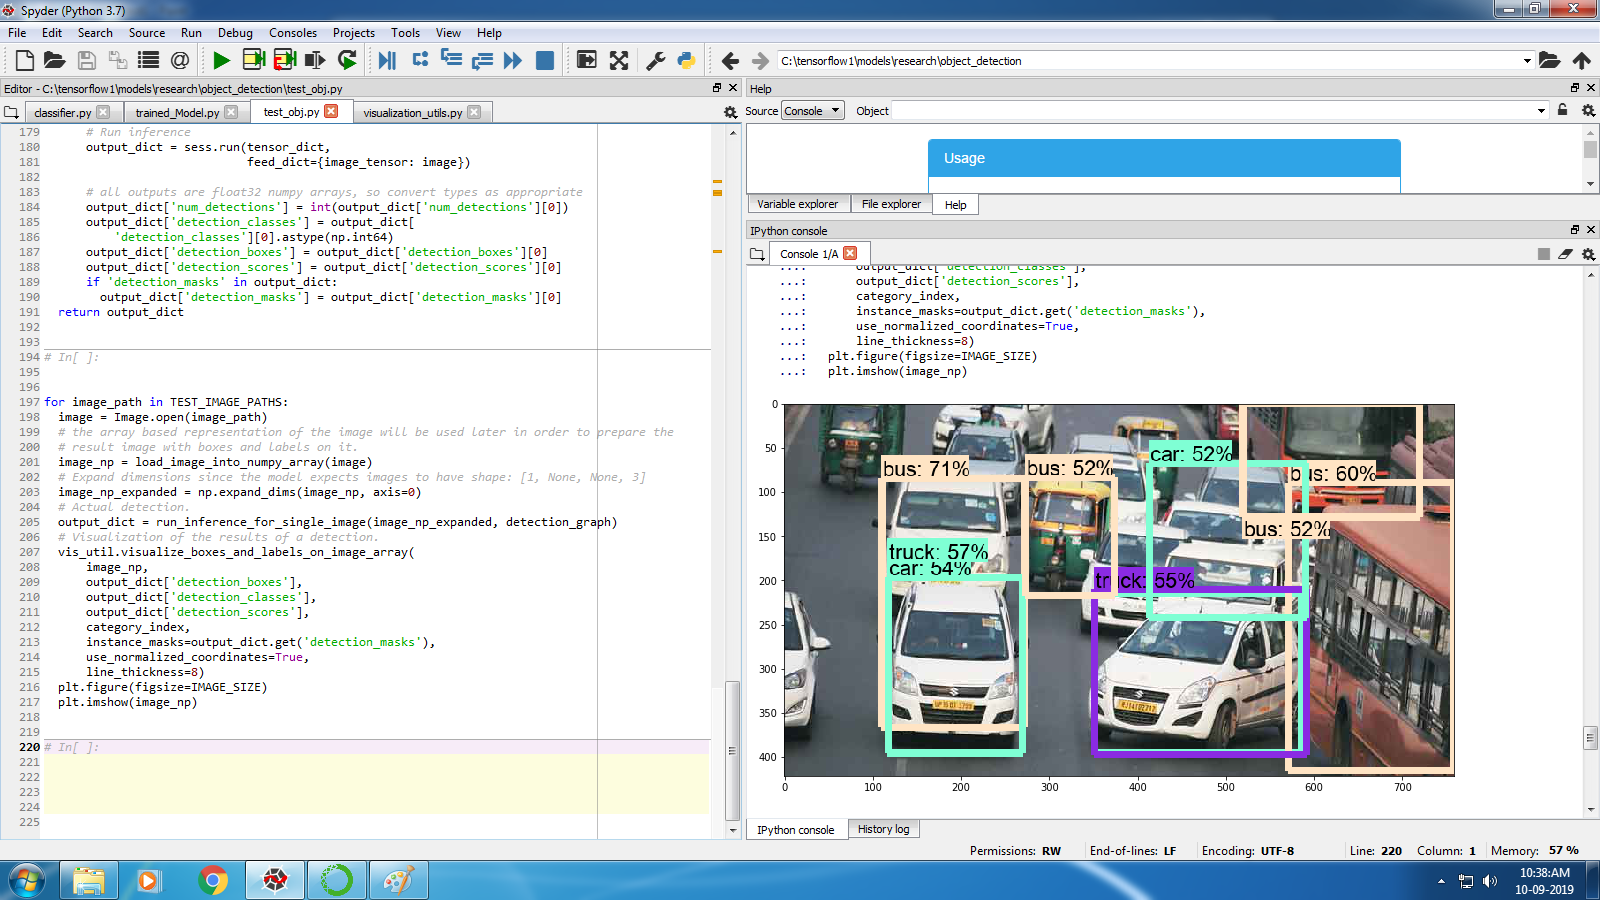 Spyder (Python 3.7)
File Edit Search Source Run Debug Consoles Projects Tools View Help
C:\tensorflow1\models\research\object_detection
Editor - C:\tensorflow1\models\research\object_detection\test_obj.py
classifier.py trained_Model.py test_obj.py visualization_utils.py
179 # Run inference
180 output_dict = sess.run(tensor_dict,
181 feed_dict={image_tensor: image})
182
183 # all outputs are float32 numpy arrays, so convert types as appropriate
184 output_dict['num_detections'] = int(output_dict['num_detections'][0])
185 output_dict['detection_classes'] = output_dict[
186 'detection_classes'][0].astype(np.int64)
187 output_dict['detection_boxes'] = output_dict['detection_boxes'][0]
188 output_dict['detection_scores'] = output_dict['detection_scores'][0]
189 if 'detection_masks' in output_dict:
190 output_dict['detection_masks'] = output_dict['detection_masks'][0]
191 return output_dict
192
193
194 # In[ ]:
195
196
197 for image_path in TEST_IMAGE_PATHS:
198 image = Image.open(image_path)
199 # the array based representation of the image will be used later in order to prepare the
200 # result image with boxes and labels on it.
201 image_np = load_image_into_numpy_array(image)
202 # Expand dimensions since the model expects images to have shape: [1, None, None, 3]
203 image_np_expanded = np.expand_dims(image_np, axis=0)
204 # Actual detection.
205 output_dict = run_inference_for_single_image(image_np_expanded, detection_graph)
206 # Visualization of the results of a detection.
207 vis_util.visualize_boxes_and_labels_on_image_array(
208 image_np,
209 output_dict['detection_boxes'],
210 output_dict['detection_classes'],
211 output_dict['detection_scores'],
212 category_index,
213 instance_masks=output_dict.get('detection_masks'),
214 use_normalized_coordinates=True,
215 line_thickness=8)
216 plt.figure(figsize=IMAGE_SIZE)
217 plt.imshow(image_np)
218
219
220 # In[ ]:
221
222
223
224
225
Help
Source Console Object
Usage
Variable explorer File explorer Help
IPython console
Console 1/A
...: output_dict['detection_classes'],
...: output_dict['detection_scores'],
...: category_index,
...: instance_masks=output_dict.get('detection_masks'),
...: use_normalized_coordinates=True,
...: line_thickness=8)
...: plt.figure(figsize=IMAGE_SIZE)
...: plt.imshow(image_np)
0
50
100
150
200
250
300
350
400
0 100 200 300 400 500 600 700
car: 52%
bus: 71%
bus: 52%
bus: 60%
bus: 52%
truck: 57%
car: 54%
truck: 55%
IPython console History log
Permissions: RW End-of-lines: LF Encoding: UTF-8 Line: 220 Column: 1 Memory: 57 %
10:38:AM
10-09-2019